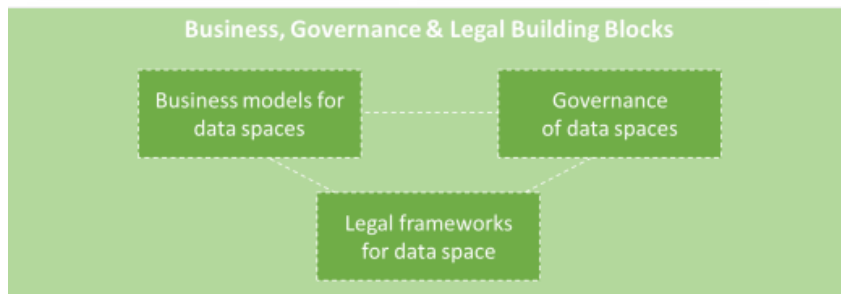 Business, Governance & Legal Building Blocks
Business models for
data spaces
Governance
of data spaces
Legal frameworks
for data space